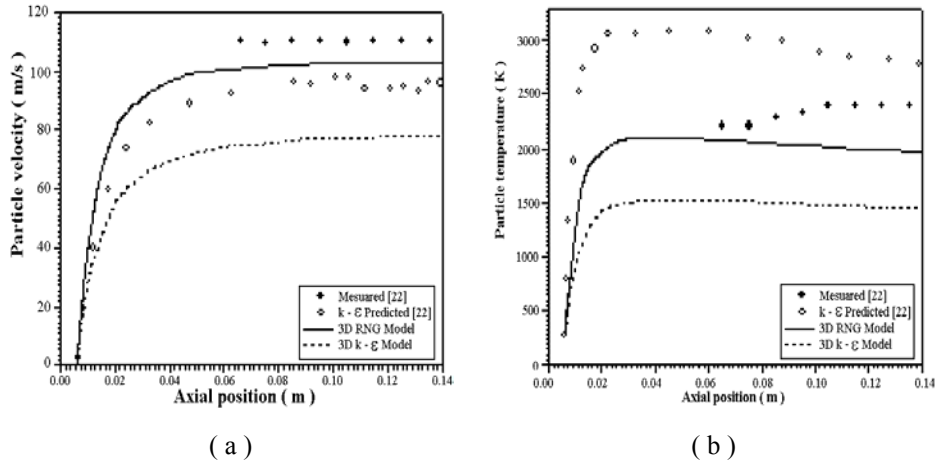 120
100
80
60
40
20
0
Particle velocity ( m/s )
0.00 0.02 0.04 0.06 0.08 0.10 0.12 0.14
Axial position ( m )
Mesuared [22]
k - ε Predicted [22]
3D RNG Model
3D k - ε Model
( a )
3000
2500
2000
1500
1000
500
0
Particle temperature ( K )
0.00 0.02 0.04 0.06 0.08 0.10 0.12 0.14
Axial position ( m )
Mesuared [22]
k - ε Predicted [22]
3D RNG Model
3D k - ε Model
( b )